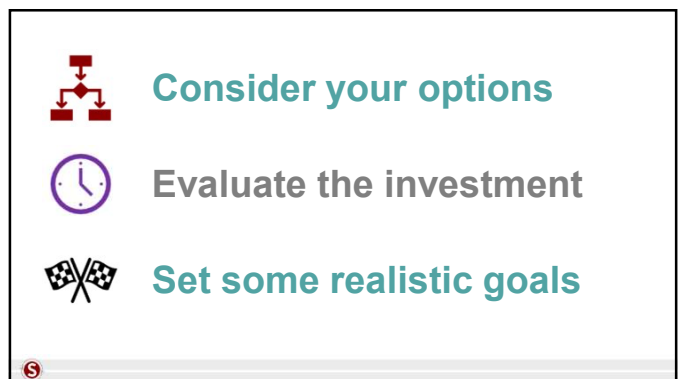 Consider your options
Evaluate the investment
Set some realistic goals
S